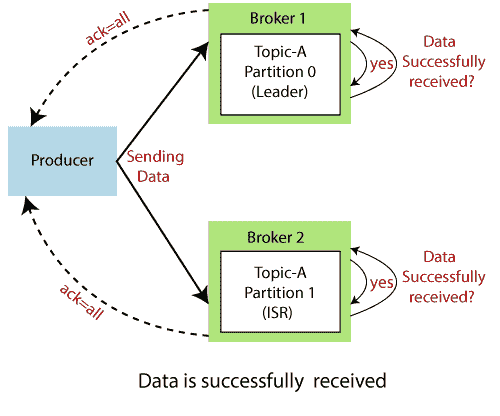 Broker 1
ack=all
Topic-A
Partition 0
(Leader)
yes
Data
Successfully
received?
Producer
Sending
Data
Broker 2
ack=all
Topic-A
Partition 1
(ISR)
yes
Data
Successfully
received?
Data is successfully received